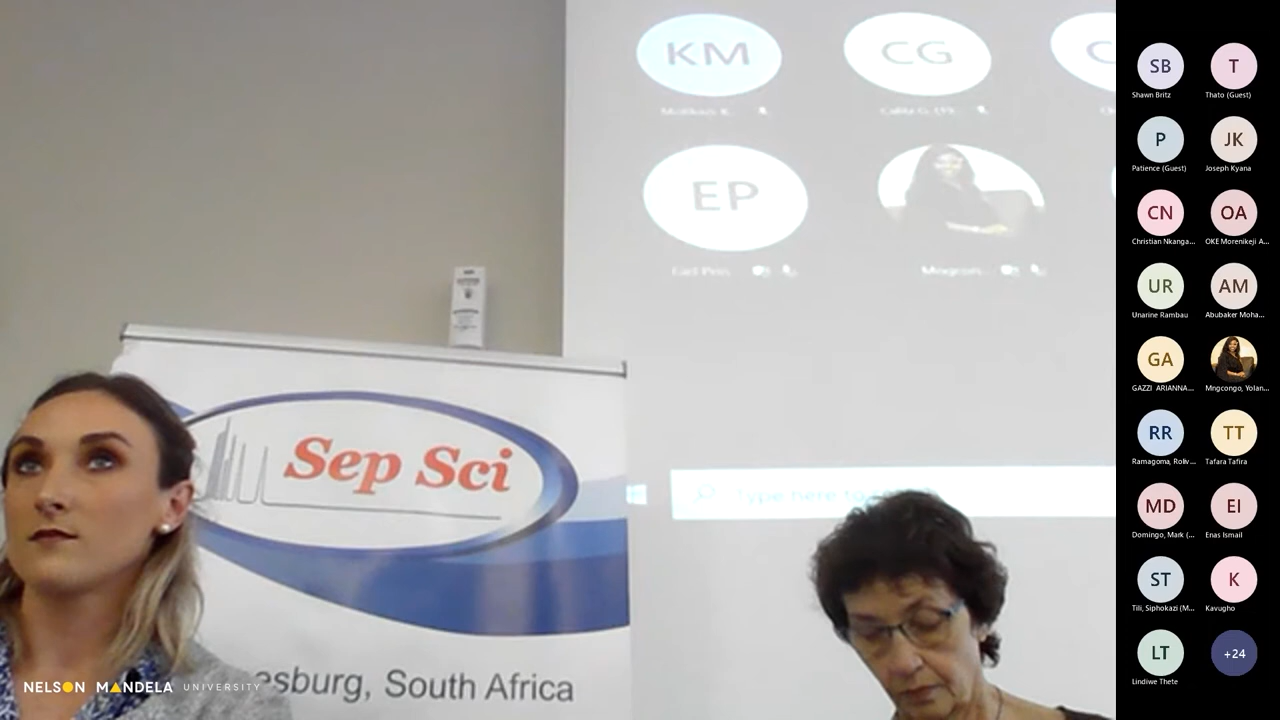 KM
CG
EP
Type here to
Sep Sci
esburg, South Africa
NELSON MANDELA UNIVERSITY
SB
T
Shawn Britz
Thato (Guest)
P
JK
Patience (Guest)
Joseph Kyana
CN
OA
Christian Nkanga...
OKE Morenikeji A...
UR
AM
Unarine Rambau
Abubaker Moha...
GA
GAZZI ARIANNA...
Mngcongo, Yolan...
RR
TT
Ramagoma, Roliv...
Tafara Tafira
MD
EI
Domingo, Mark (...
Enas Ismail
ST
K
Tili, Siphokazi (M...
Kavugho
LT
+24
Lindiwe Thete